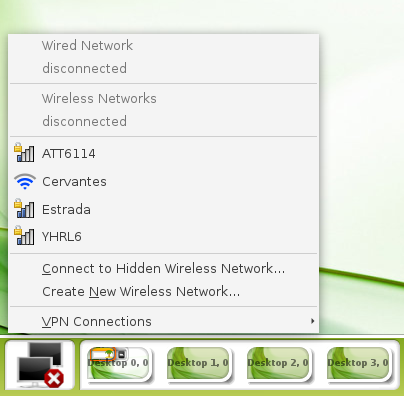 Wired Network
disconnected
Wireless Networks
disconnected
ATT6114
Cervantes
Estrada
YHRL6
Connect to Hidden Wireless Network...
Create New Wireless Network...
VPN Connections
Desktop 0, 0 Desktop 1, 0 Desktop 2, 0 Desktop 3, 0